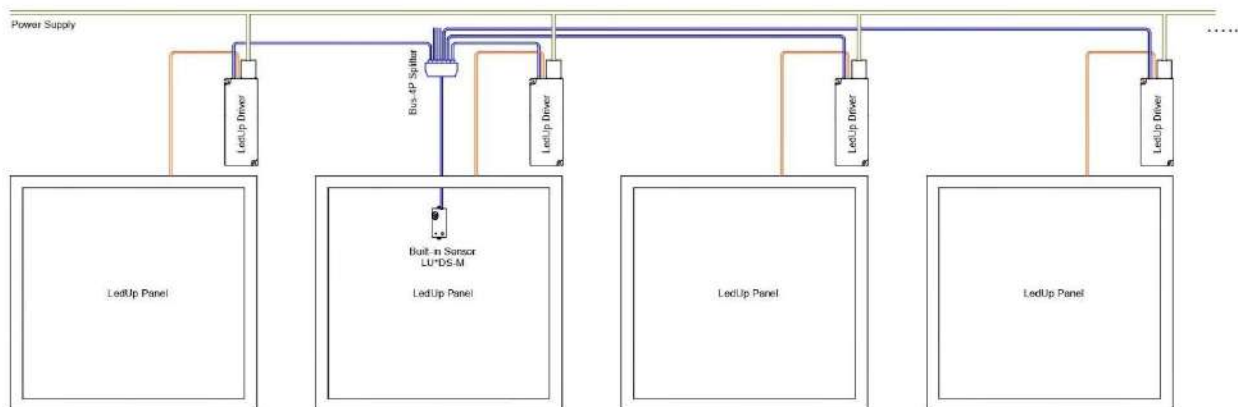 Power Supply
LedUp Driver
Bus-4P Splitter
LedUp Driver
LedUp Driver
LedUp Driver
Built-in Sensor
LU*DS-M
LedUp Panel
LedUp Panel
LedUp Panel
LedUp Panel